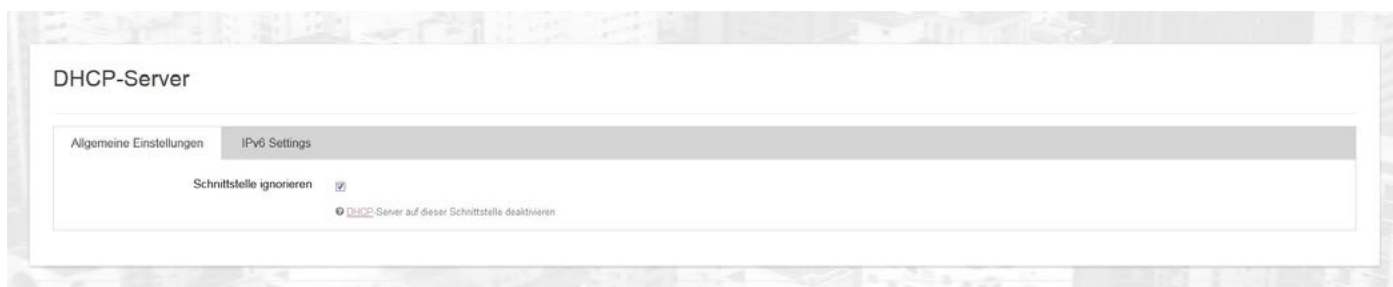 DHCP-Server
Allgemeine Einstellungen IPv6 Settings
Schnittstelle ignorieren
DHCP-Server auf dieser Schnittstelle deaktivieren